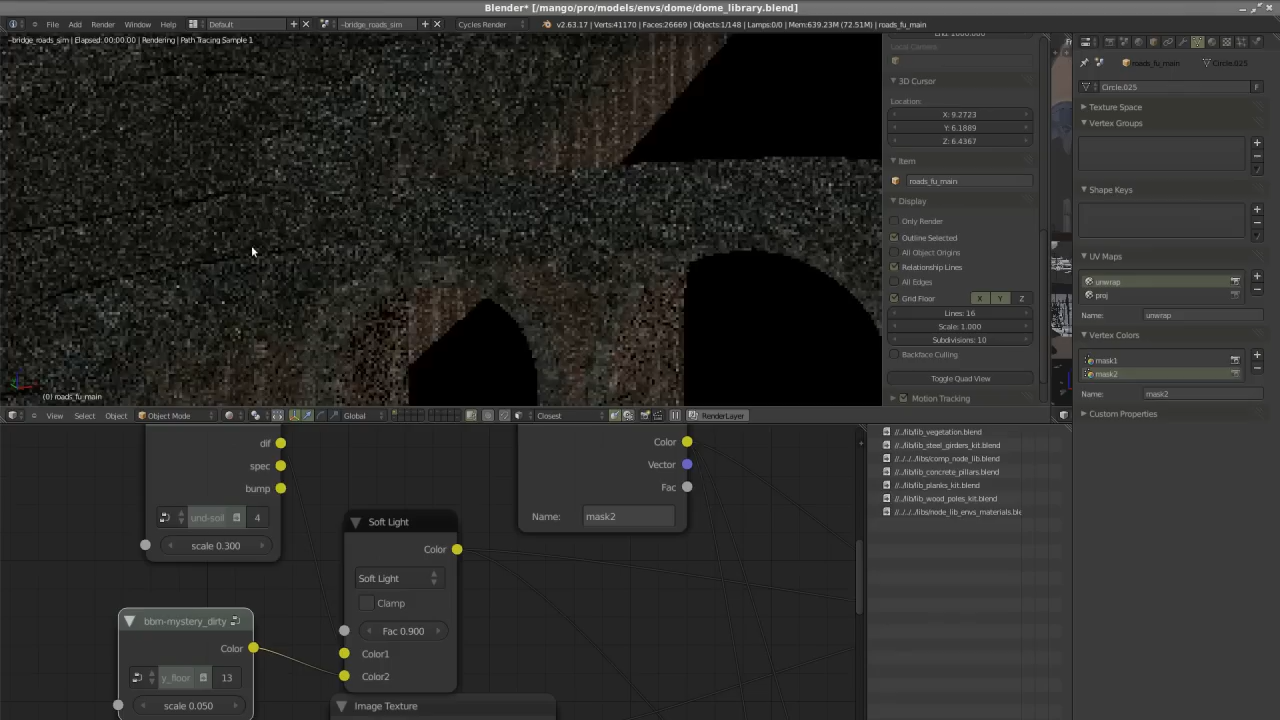 Blender* [/mango/pro/models/envs/dome/dome_library.blend]
File Add Render Window Help Default ~bridge_roads_sim Cycles Render v2.63.17 | Verts:41170 | Faces:26669 | Objects:1/148 | Lamps:0/0 | Mem:639.23M (72.51M) | roads_fu_main
~bridge_roads_sim | Elapsed: 00:00.00 | Rendering | Path Tracing Sample 1
End: 1000.000
Local Camera:
3D Cursor
Location:
X: 9.2723
Y: 6.1889
Z: 6.4367
Item
roads_fu_main
Display
Only Render
Outline Selected
All Object Origins
Relationship Lines
All Edges
Grid Floor X Y Z
Lines: 16
Scale: 1.000
Subdivisions: 10
Backface Culling
Toggle Quad View
Motion Tracking
roads_fu_main Circle.025
Circle.025 F
Texture Space
Vertex Groups
Shape Keys
UV Maps
unwrap
proj
Name: unwrap
Vertex Colors
mask1
mask2
Name: mask2
Custom Properties
(0) roads_fu_main
View Select Object Object Mode Global Closest RenderLayer
dif
spec
bump
und-soil 4
scale 0.300
bbm-mystery_dirty
Color
y_floor 13
scale 0.050
Soft Light
Color
Soft Light
Clamp
Fac 0.900
Color1
Color2
Image Texture
Color
Vector
Fac
Name: mask2
//../lib/lib_vegetation.blend
//../lib/lib_steel_girders_kit.blend
//../../../libs/comp_node_lib.blend
//../lib/lib_concrete_pillars.blend
//../lib/lib_planks_kit.blend
//../lib/lib_wood_poles_kit.blend
//../../../libs/node_lib_envs_materials.ble